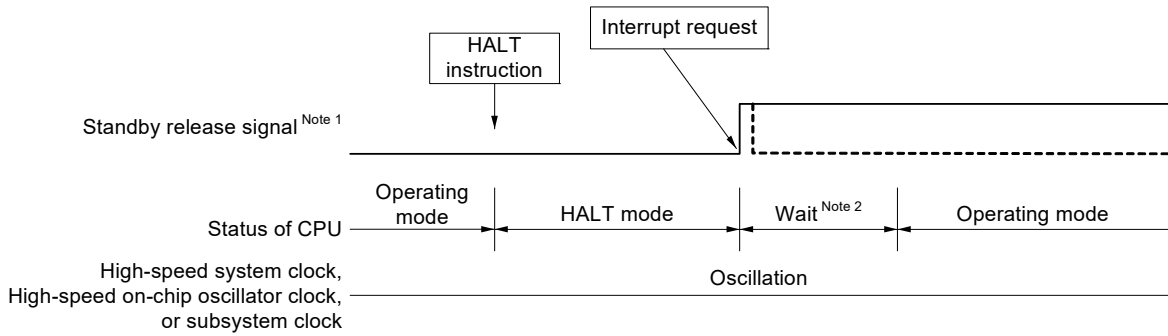 HALT
instruction
Interrupt request
Standby release signal Note 1
Operating
mode
HALT mode
Wait Note 2
Operating mode
Status of CPU
High-speed system clock,
High-speed on-chip oscillator clock,
or subsystem clock
Oscillation